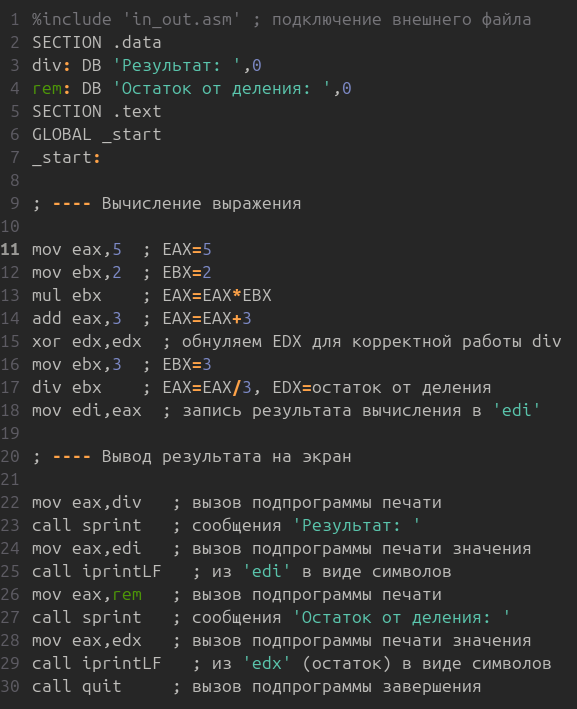 1 %include 'in_out.asm' ; подключение внешнего файла
2 SECTION .data
3 div: DB 'Результат: ',0
4 rem: DB 'Остаток от деления: ',0
5 SECTION .text
6 GLOBAL _start
7 _start:
8
9 ; ---- Вычисление выражения
10
11 mov eax,5  ; EAX=5
12 mov ebx,2  ; EBX=2
13 mul ebx    ; EAX=EAX*EBX
14 add eax,3  ; EAX=EAX+3
15 xor edx,edx  ; обнуляем EDX для корректной работы div
16 mov ebx,3  ; EBX=3
17 div ebx    ; EAX=EAX/3, EDX=остаток от деления
18 mov edi,eax  ; запись результата вычисления в 'edi'
19
20 ; ---- Вывод результата на экран
21
22 mov eax,div   ; вызов подпрограммы печати
23 call sprint   ; сообщения 'Результат: '
24 mov eax,edi   ; вызов подпрограммы печати значения
25 call iprintLF   ; из 'edi' в виде символов
26 mov eax,rem   ; вызов подпрограммы печати
27 call sprint   ; сообщения 'Остаток от деления: '
28 mov eax,edx   ; вызов подпрограммы печати значения
29 call iprintLF   ; из 'edx' (остаток) в виде символов
30 call quit     ; вызов подпрограммы завершения